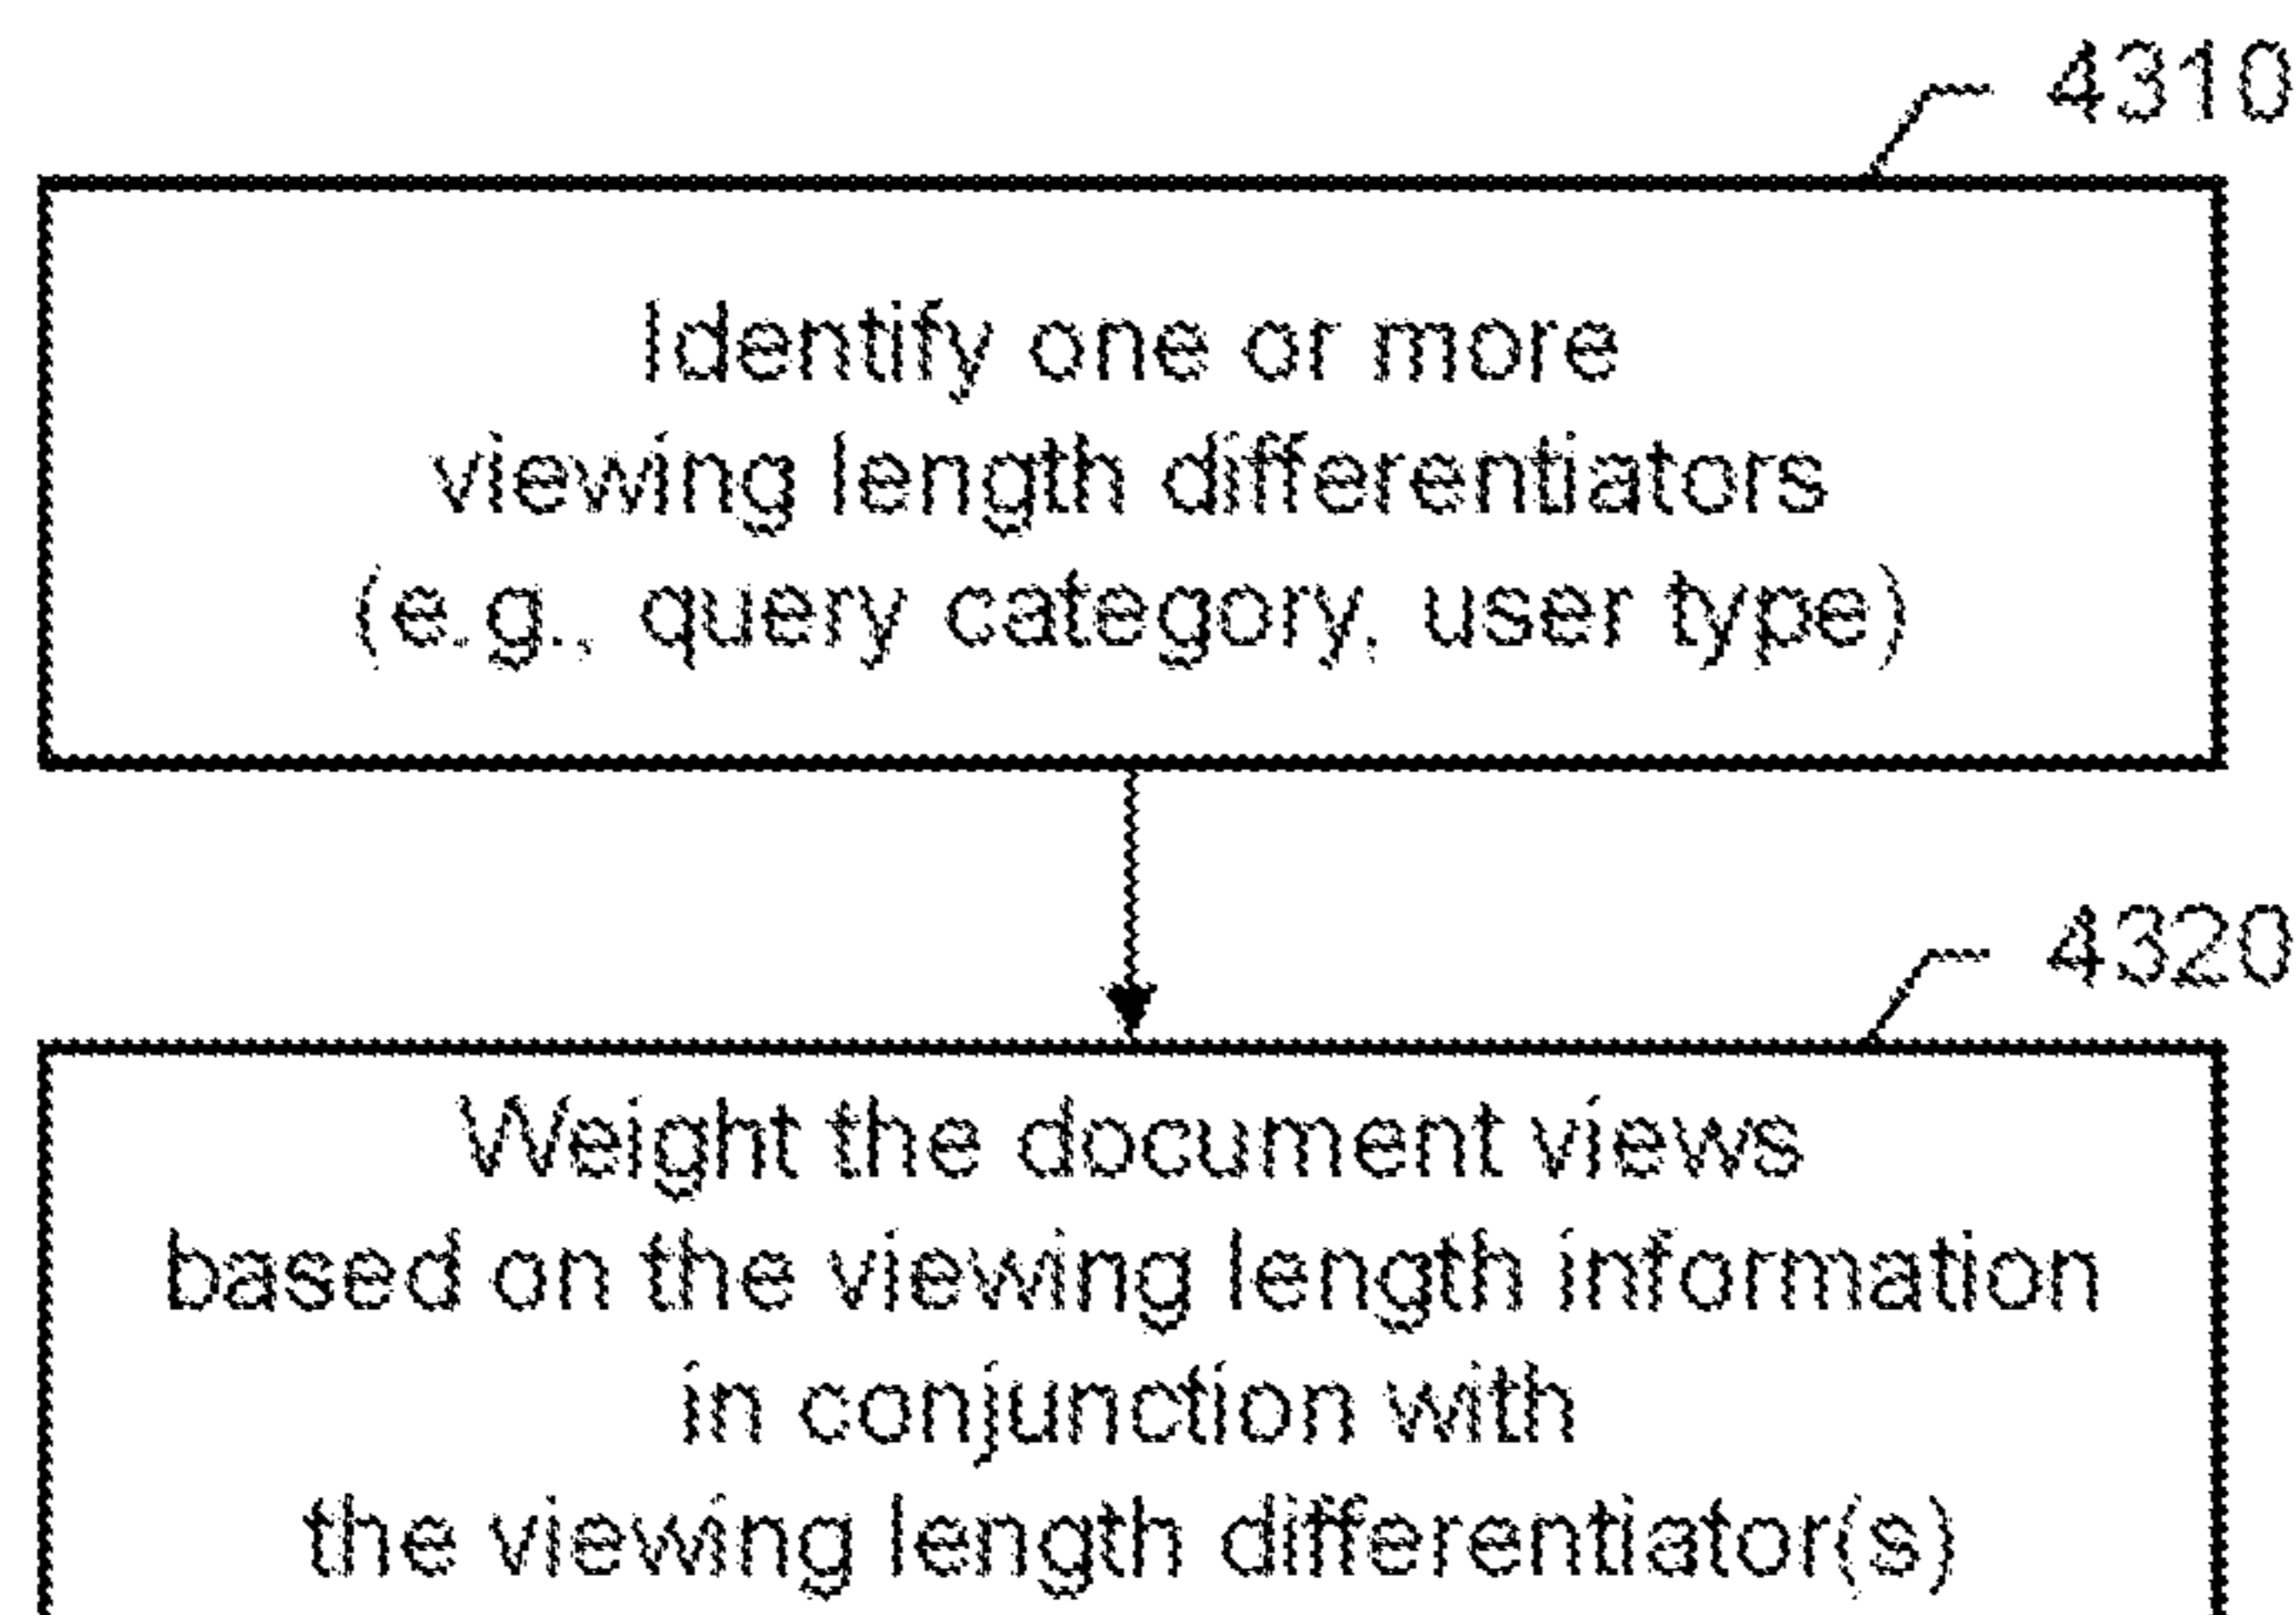 4310
Identify one or more
viewing length differentiators
(e.g., query category, user type)
4320
Weight the document views
based on the viewing length information
in conjunction with
the viewing length differentiator(s)